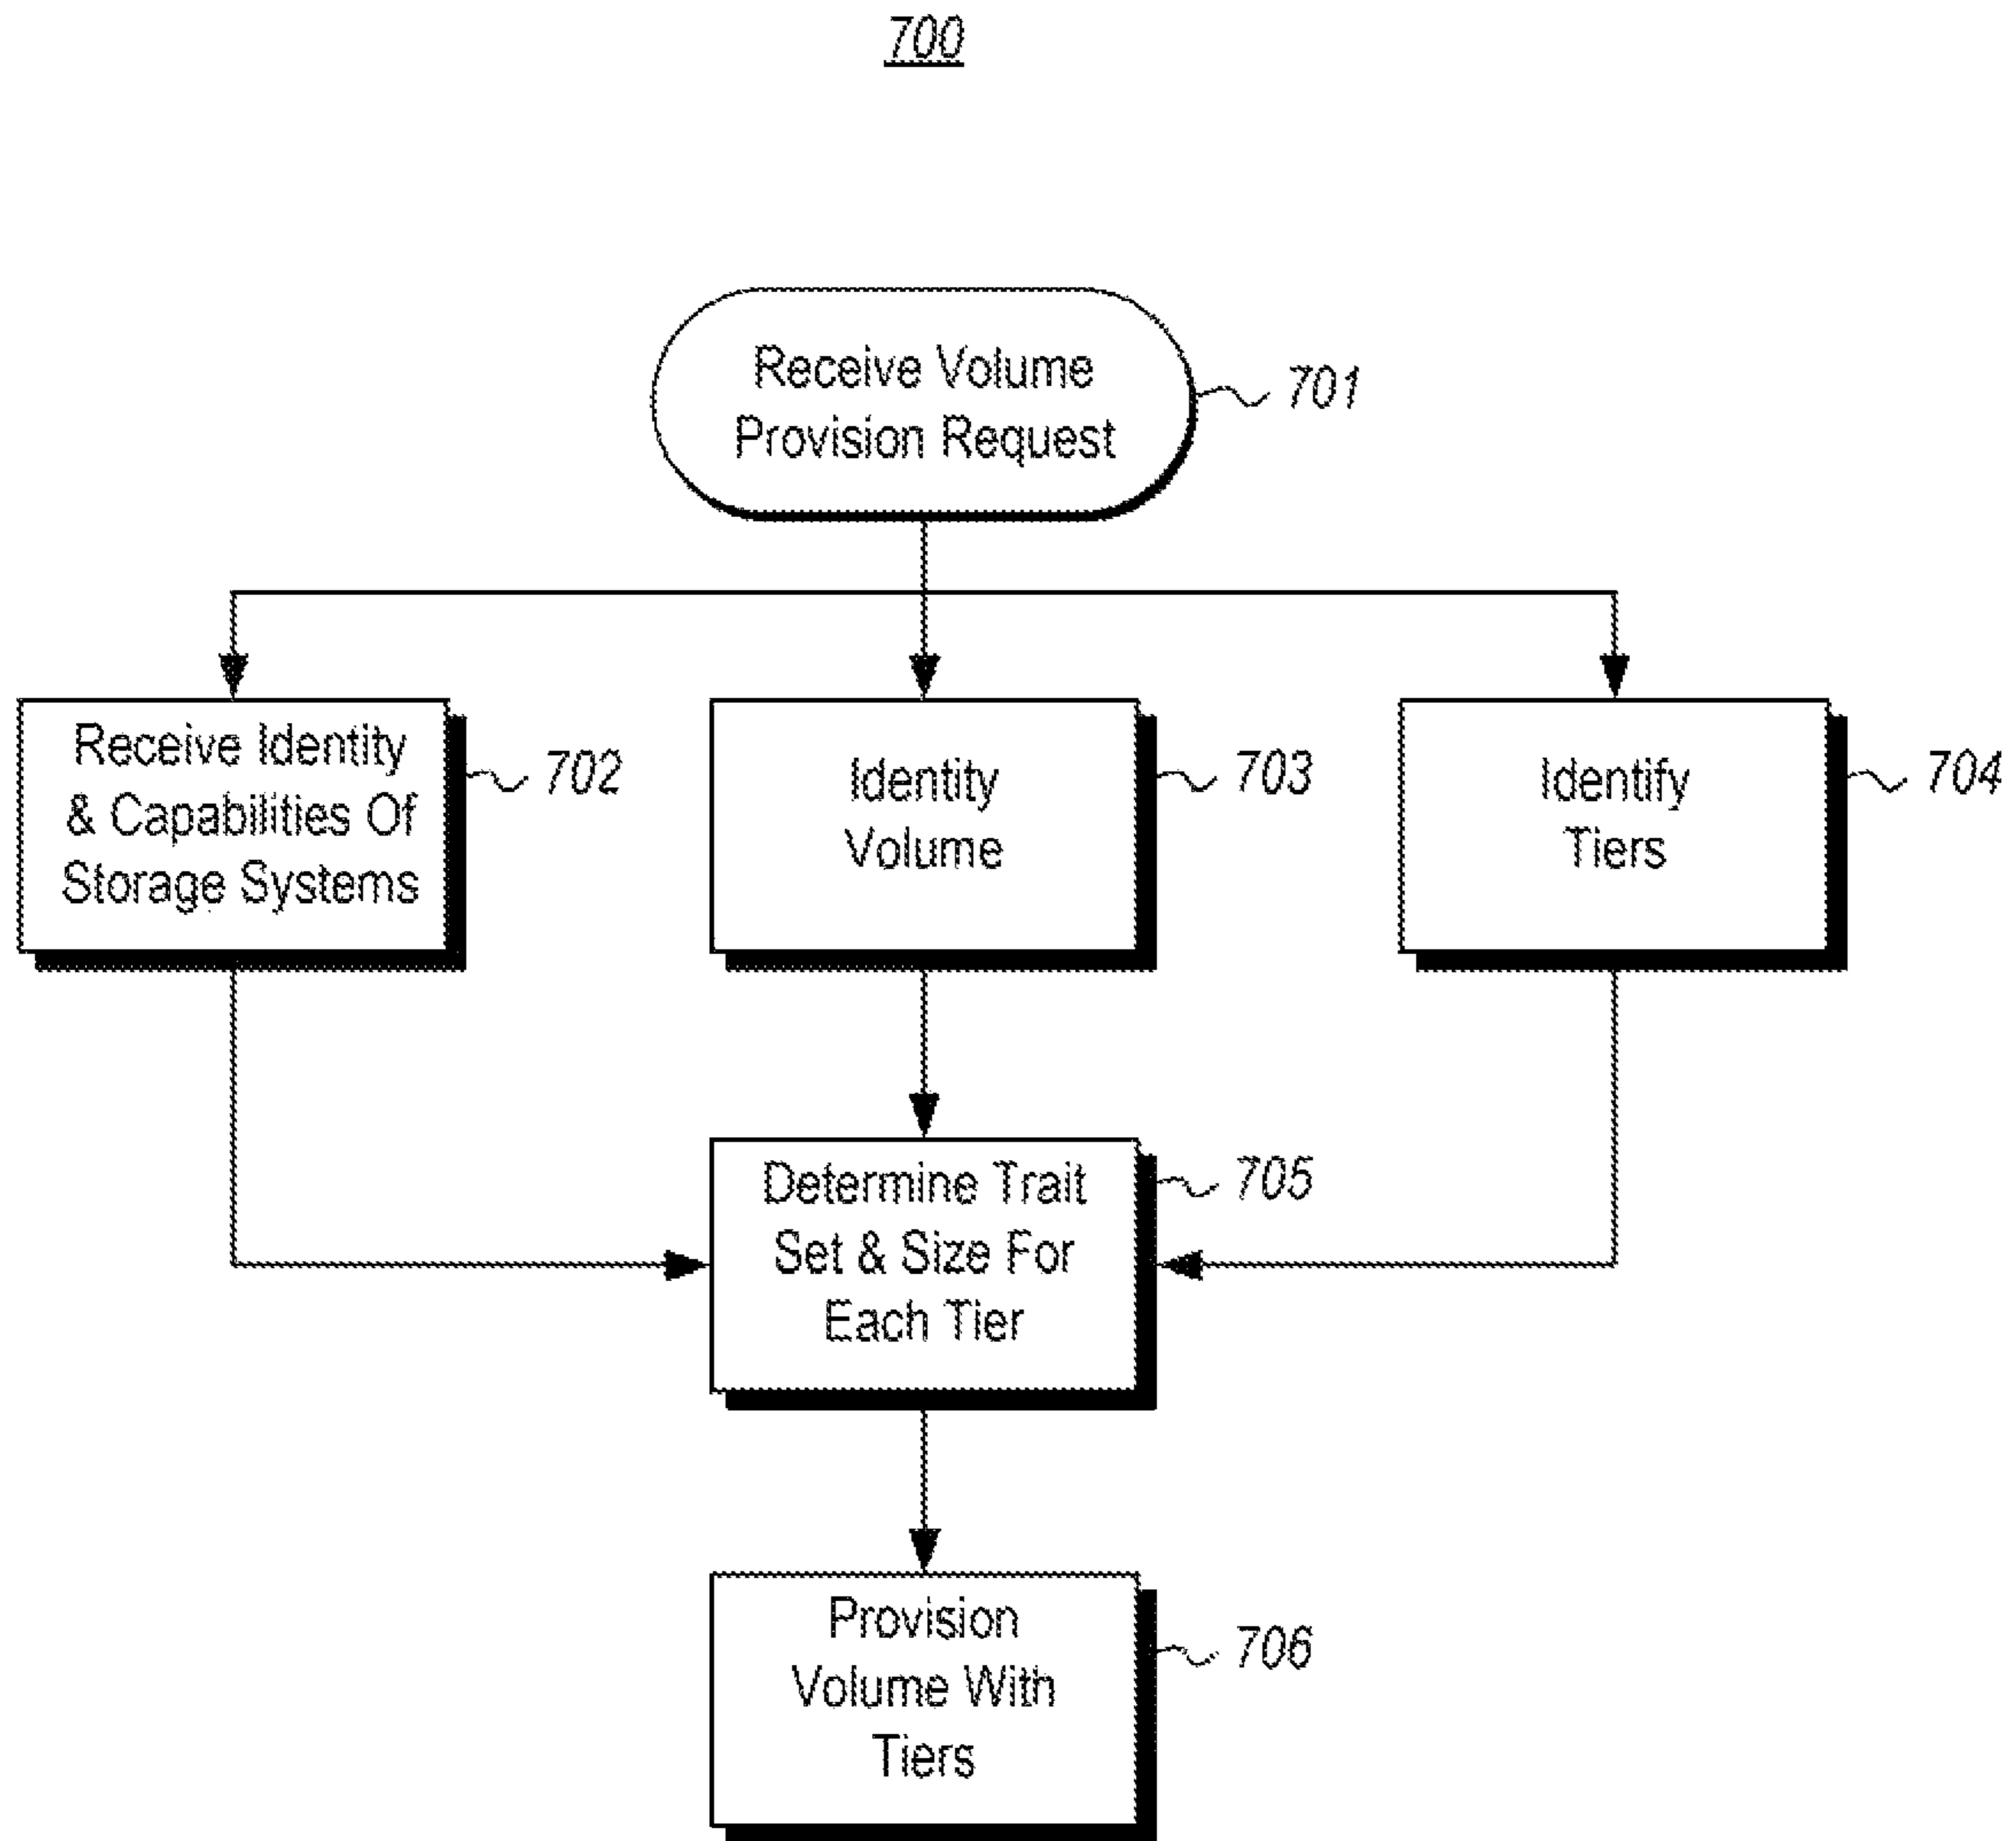 700
Receive Volume
Provision Request
701
Receive Identity
& Capabilities Of
Storage Systems
702
Identity
Volume
703
Identify
Tiers
704
Determine Trait
Set & Size For
Each Tier
705
Provision
Volume With
Tiers
706